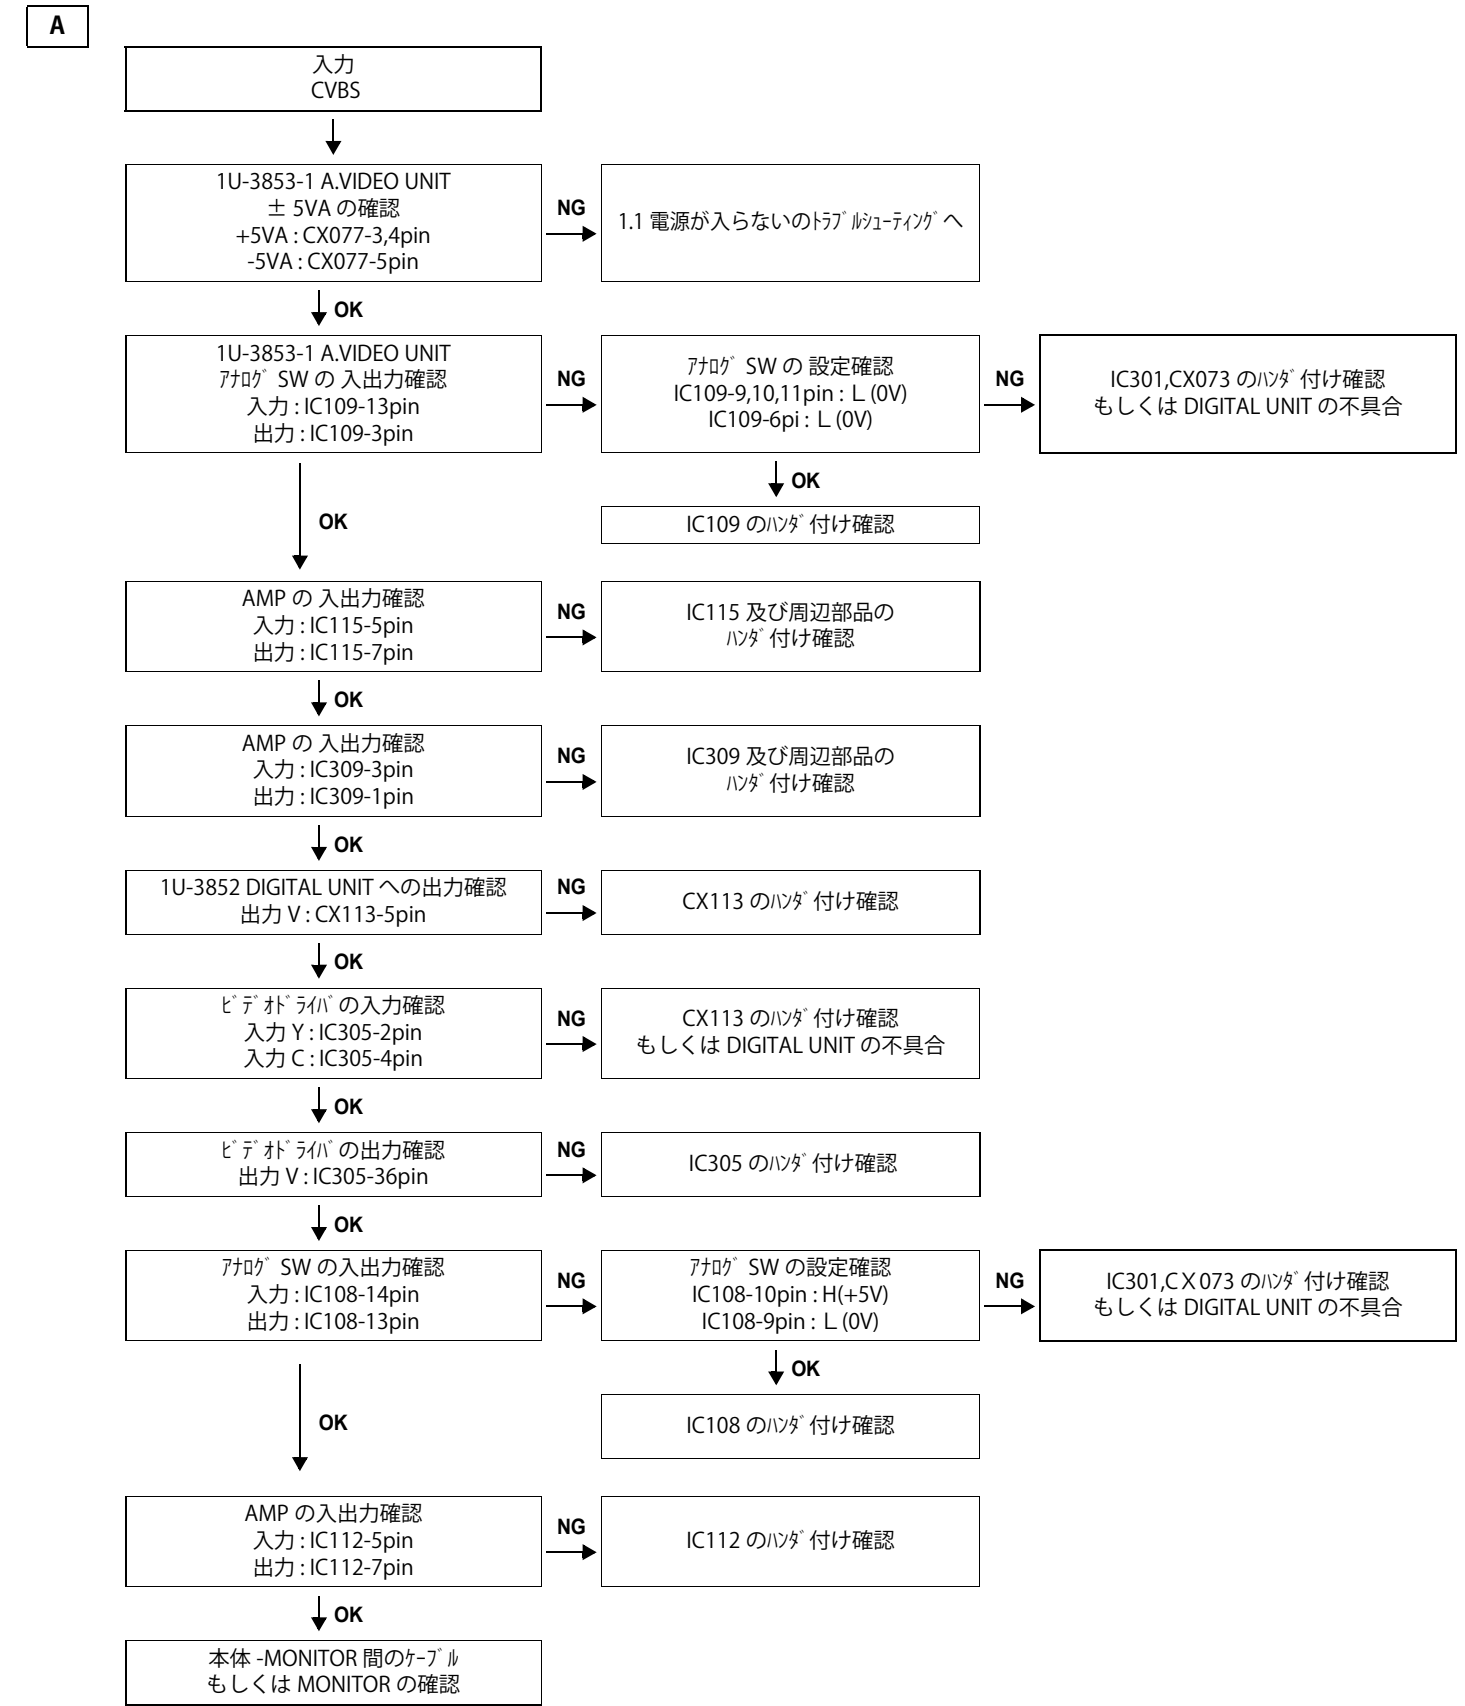 A
入力
CVBS
1U-3853-1 A.VIDEO UNIT
± 5VA の確認
+5VA : CX077-3,4pin
-5VA : CX077-5pin
NG
1.1 電源が入らないのﾄﾗﾌﾞﾙｼｭｰﾃｨﾝｸﾞへ
OK
1U-3853-1 A.VIDEO UNIT
ｱﾅﾛｸﾞ SW の 入出力確認
入力 : IC109-13pin
出力 : IC109-3pin
NG
ｱﾅﾛｸﾞ SW の 設定確認
IC109-9,10,11pin : L (0V)
IC109-6pi : L (0V)
NG
IC301,CX073 のﾊﾝﾀﾞ付け確認
もしくは DIGITAL UNIT の不具合
OK
IC109 のﾊﾝﾀﾞ付け確認
OK
AMP の 入出力確認
入力 : IC115-5pin
出力 : IC115-7pin
NG
IC115 及び周辺部品の
ﾊﾝﾀﾞ付け確認
OK
AMP の 入出力確認
入力 : IC309-3pin
出力 : IC309-1pin
NG
IC309 及び周辺部品の
ﾊﾝﾀﾞ付け確認
OK
1U-3852 DIGITAL UNIT への出力確認
出力 V : CX113-5pin
NG
CX113 のﾊﾝﾀﾞ付け確認
OK
ﾋﾞﾃﾞｵﾄﾞﾗｲﾊﾞの入力確認
入力 Y : IC305-2pin
入力 C : IC305-4pin
NG
CX113 のﾊﾝﾀﾞ付け確認
もしくは DIGITAL UNIT の不具合
OK
ﾋﾞﾃﾞｵﾄﾞﾗｲﾊﾞの出力確認
出力 V : IC305-36pin
NG
IC305 のﾊﾝﾀﾞ付け確認
OK
ｱﾅﾛｸﾞ SW の入出力確認
入力 : IC108-14pin
出力 : IC108-13pin
NG
ｱﾅﾛｸﾞ SW の設定確認
IC108-10pin : H(+5V)
IC108-9pin : L (0V)
NG
IC301,CＸ073 のﾊﾝﾀﾞ付け確認
もしくは DIGITAL UNIT の不具合
OK
IC108 のﾊﾝﾀﾞ付け確認
OK
AMP の入出力確認
入力 : IC112-5pin
出力 : IC112-7pin
NG
IC112 のﾊﾝﾀﾞ付け確認
OK
本体 -MONITOR 間のｹｰﾌﾞﾙ
もしくは MONITOR の確認